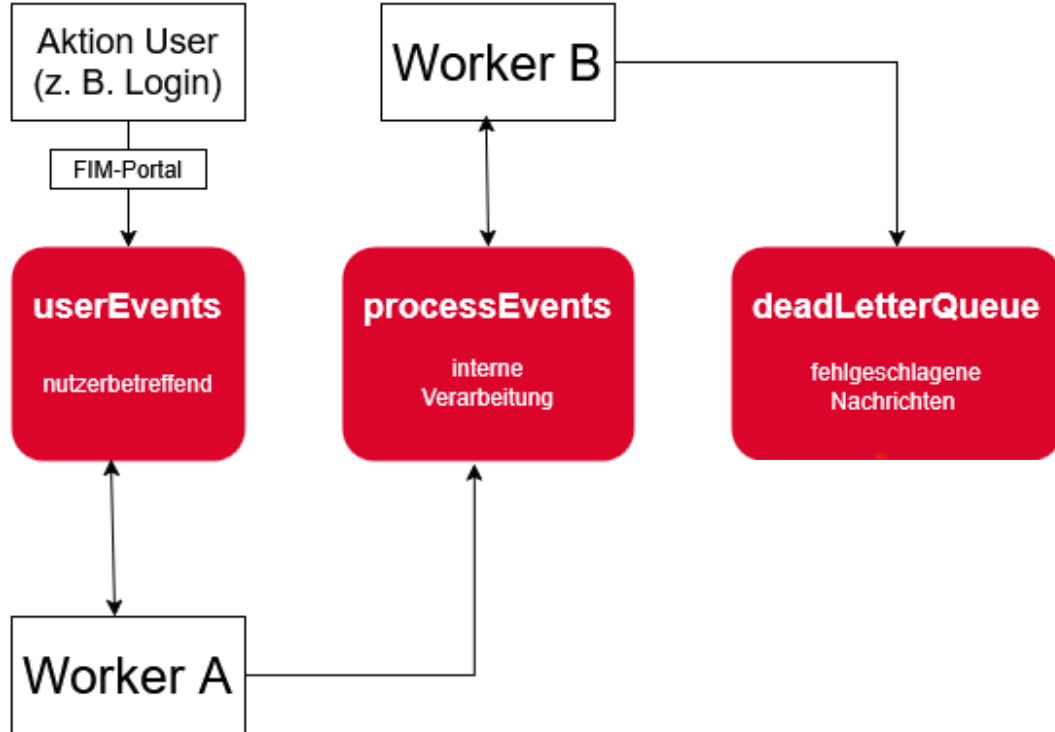 Aktion User
(z. B. Login)
FIM-Portal
Worker B
userEvents
nutzerbetreffend
processEvents
interne
Verarbeitung
deadLetterQueue
fehlgeschlagene
Nachrichten
Worker A